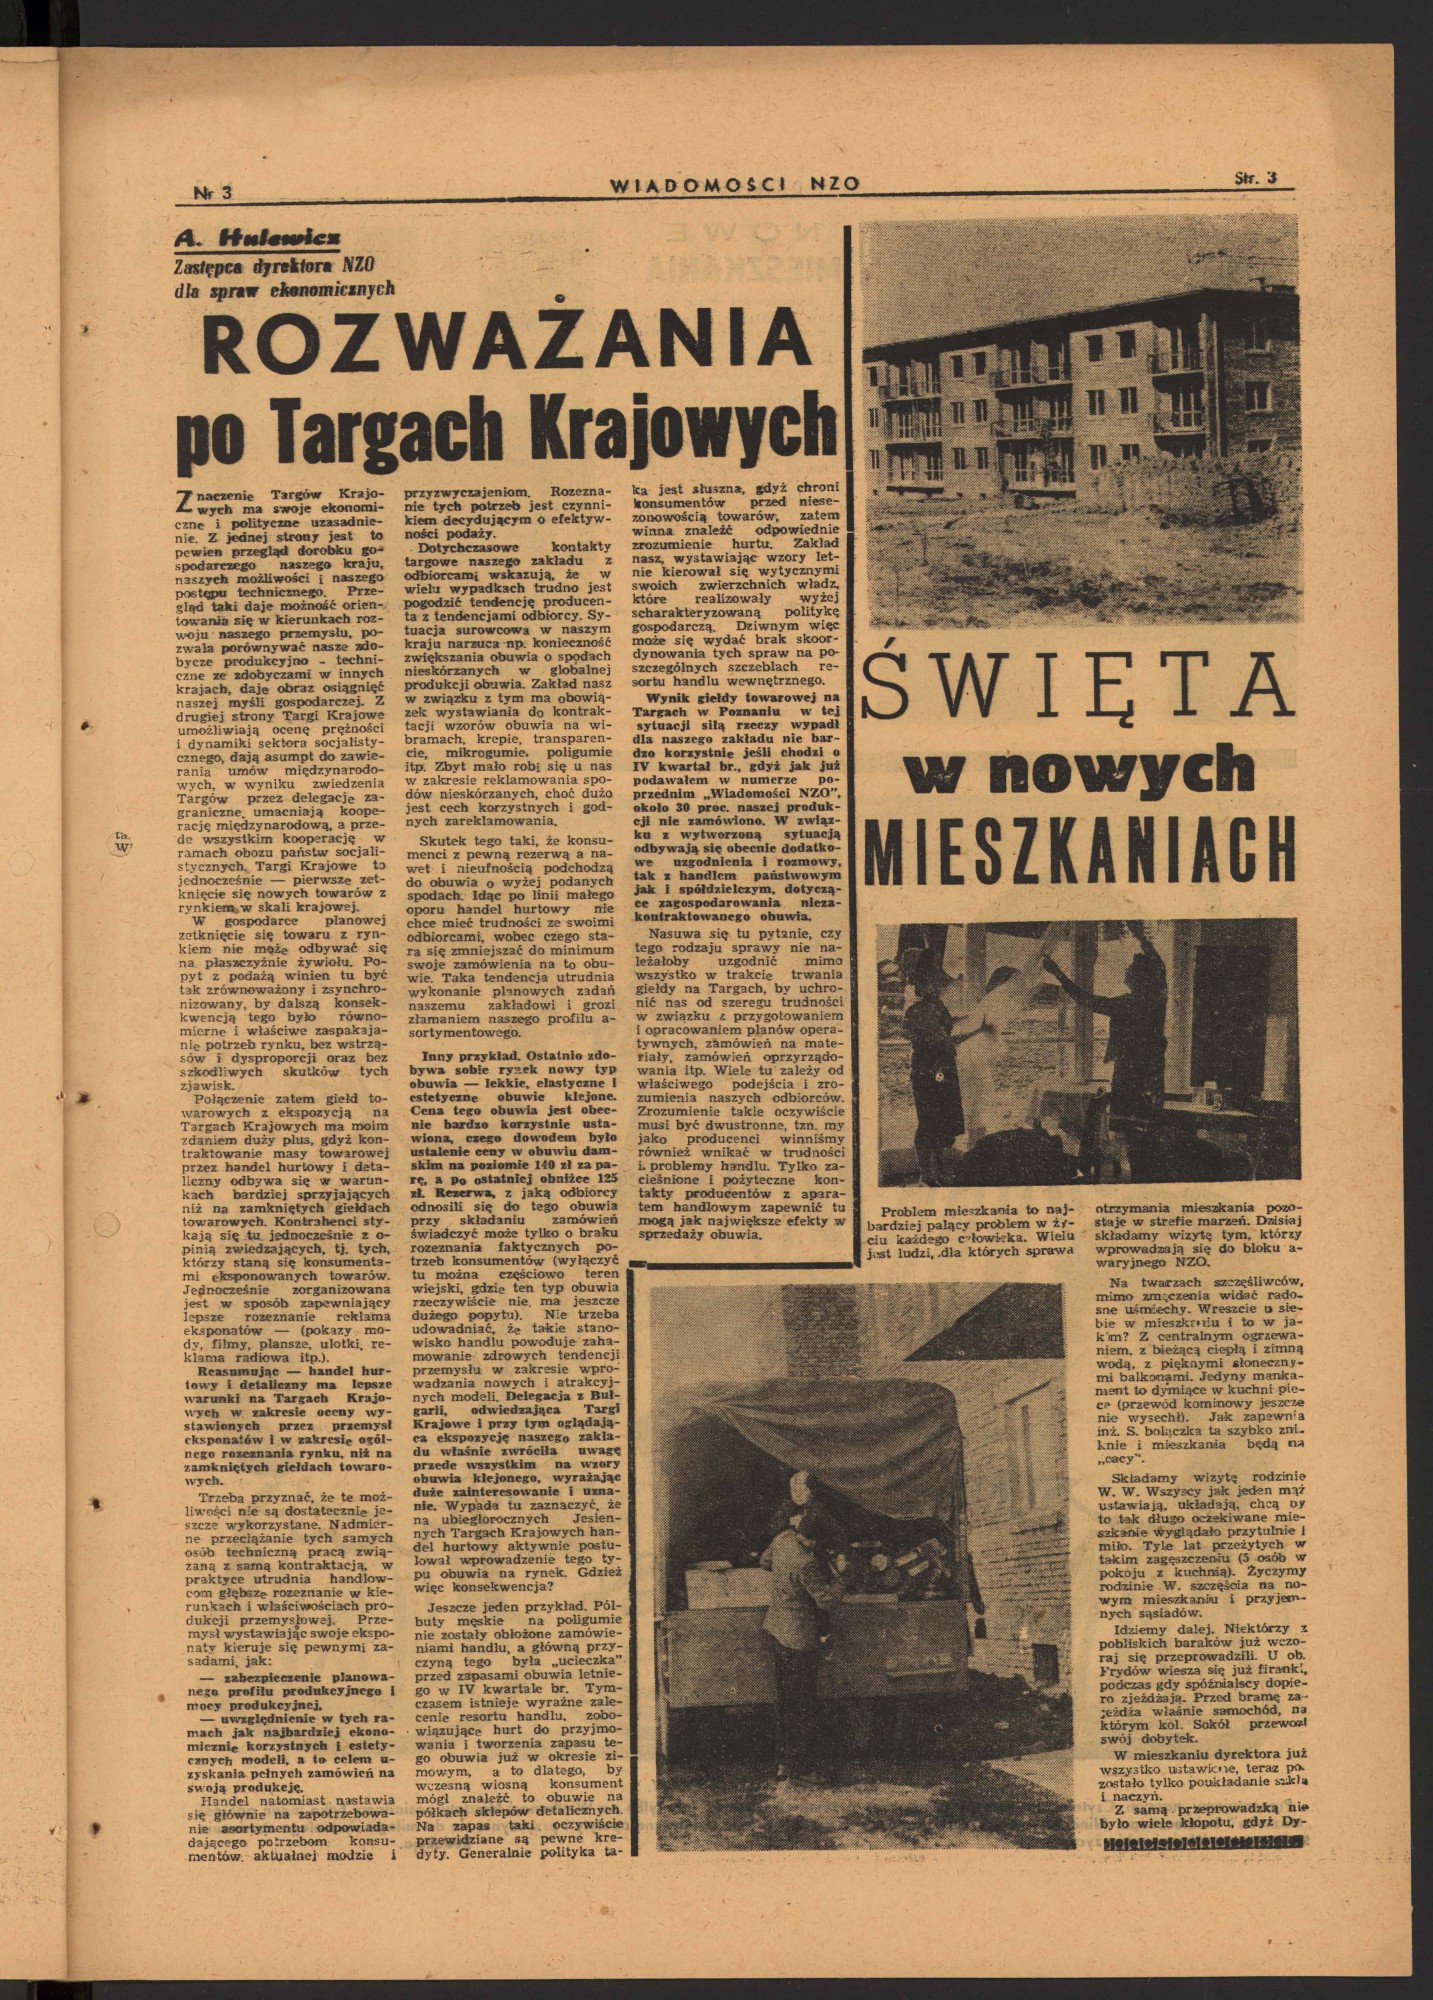 Nr 3
WIADOMOŚCI NZO
Str. 3
A. Hulewicz
Zastępca dyrektora NZO
dla spraw ekonomicznych
ROZWAŻANIA
po Targach Krajowych
Znaczenie Targów Krajo-
wych ma swoje ekonomi-
czne i polityczne uzasadnie-
nie. Z jednej strony jest to
pewien przegląd dorobku go-
spodarczego naszego kraju,
naszych możliwości i naszego
postępu technicznego. Prze-
gląd taki daje możność orien-
towania się w kierunkach roz-
woju naszego przemysłu, po-
zwala porównywać nasze zdo-
bycze produkcyjno - techni-
czne ze zdobyczami w innych
krajach, daje obraz osiągnięć
naszej myśli gospodarczej. Z
drugiej strony Targi Krajowe
umożliwiają ocenę prężności
i dynamiki sektora socjalisty-
cznego, dają asumpt do zawie-
rania umów międzynarodo-
wych, w wyniku zwiedzenia
Targów przez delegacje za-
graniczne, umacniają koope-
rację międzynarodową, a prze-
de wszystkim kooperację w
ramach obozu państw socjali-
stycznych. Targi Krajowe to
jednocześnie — pierwsze zet-
knięcie się nowych towarów z
rynkiem w skali krajowej.
W gospodarce planowej
zetknięcie się towaru z ryn-
kiem nie może odbywać się
na płaszczyźnie żywiołu. Po-
pyt z podażą winien tu być
tak zrównoważony i zsynchro-
nizowany, by dalszą konsek-
kwencją tego było równo-
mierne i właściwe zaspakaja-
nie potrzeb rynku, bez wstrzą-
sów i dysproporcji oraz bez
szkodliwych skutków tych
zjawisk.
Połączenie zatem giełd to-
warowych z ekspozycją na
Targach Krajowych ma moim
zdaniem duży plus, gdyż kon-
traktowanie masy towarowej
przez handel hurtowy i deta-
liczny odbywa się w warun-
kach bardziej sprzyjających
niż na zamkniętych giełdach
towarowych. Kontrahenci sty-
kają się tu jednocześnie z o-
pinią zwiedzających, tj. tych,
którzy staną się konsumenta-
mi eksponowanych towarów.
Jednocześnie zorganizowana
jest w sposób zapewniający
lepsze rozeznanie reklama
eksponatów — (pokazy mo-
dy, filmy, plansze, ulotki, re-
klama radiowa itp.).
Reasumując — handel hur-
towy i detaliczny ma lepsze
warunki na Targach Krajo-
wych w zakresie oceny wy-
stawionych przez przemysł
eksponatów i w zakresie ogól-
nego rozeznania rynku, niż na
zamkniętych giełdach towaro-
wych.
Trzeba przyznać, że te moż-
liwości nie są dostatecznie je-
szcze wykorzystane. Nadmier-
ne przeciążanie tych samych
osób techniczną pracą zwią-
zaną z samą kontraktacją, w
praktyce utrudnia handlow-
com głębsze rozeznanie w kie-
runkach i właściwościach pro-
dukcji przemysłowej. Prze-
mysł wystawiając swoje ekspo-
naty kieruje się pewnymi za-
sadami, jak:
— zabezpieczenie planowa-
nego profilu produkcyjnego i
mocy produkcyjnej,
— uwzględnienie w tych ra-
mach jak najbardziej ekono-
micznie korzystnych i estety-
cznych modeli, a to celem u-
zyskania pełnych zamówień na
swoją produkcję.
Handel natomiast nastawia
się głównie na zapotrzebowa-
nie asortymentu odpowiada-
dającego potrzebom konsu-
mentów, aktualnej modzie i
przyzwyczajeniom. Rozezna-
nie tych potrzeb jest czynni-
kiem decydującym o efektyw-
ności podaży.
Dotychczasowe kontakty
targowe naszego zakładu z
odbiorcami wskazują, że w
wielu wypadkach trudno jest
pogodzić tendencję producen-
ta z tendencjami odbiorcy. Sy-
tuacja surowcowa w naszym
kraju narzuca np. konieczność
zwiększania obuwia o spodach
nieskórzanych w globalnej
produkcji obuwia. Zakład nasz
w związku z tym ma obowią-
zek wystawiania do kontrak-
tacji wzorów obuwia na wi-
bramach, krepie, transparen-
cie, mikrogumie, poligumie
itp. Zbyt mało robi się u nas
w zakresie reklamowania spo-
dów nieskórzanych, choć dużo
jest cech korzystnych i god-
nych zareklamowania.
Skutek tego taki, że konsu-
menci z pewną rezerwą a na-
wet i nieufnością podchodzą
do obuwia o wyżej podanych
spodach. Idąc po linii małego
oporu handel hurtowy nie
chce mieć trudności ze swoimi
odbiorcami, wobec czego sta-
ra się zmniejszać do minimum
swoje zamówienia na to obu-
wie. Taka tendencja utrudnia
wykonanie planowych zadań
naszemu zakładowi i grozi
złamaniem naszego profilu a-
sortymentowego.
Inny przykład. Ostatnio zdo-
bywa sobie rynek nowy typ
obuwia — lekkie, elastyczne i
estetyczne obuwie klejone.
Cena tego obuwia jest obec-
nie bardzo korzystnie usta-
wiona, czego dowodem było
ustalenie ceny w obuwiu dam-
skim na poziomie 140 zł za pa-
rę, a po ostatniej obniżce 125
zł. Rezerwa, z jaką odbiorcy
odnosili się do tego obuwia
przy składaniu zamówień
świadczyć może tylko o braku
rozeznania faktycznych po-
trzeb konsumentów (wyłączyć
tu można częściowo teren
wiejski, gdzie ten typ obuwia
rzeczywiście nie ma jeszcze
dużego popytu). Nie trzeba
udowadniać, że takie stano-
wisko handlu powoduje zaha-
mowanie zdrowych tendencji
przemysłu w zakresie wpro-
wadzania nowych i atrakcyj-
nych modeli. Delegacja z Buł-
garii, odwiedzająca Targi
Krajowe i przy tym oglądają-
ca ekspozycję naszego zakła-
du właśnie zwróciła uwagę
przede wszystkim na wzory
obuwia klejonego, wyrażając
duże zainteresowanie i uzna-
nie. Wypada tu zaznaczyć, że
na ubiegłorocznych Jesien-
nych Targach Krajowych han-
del hurtowy aktywnie postu-
lował wprowadzenie tego ty-
pu obuwia na rynek. Gdzież
więc konsekwencja?
Jeszcze jeden przykład. Pół-
buty męskie na poligumie
nie zostały obłożone zamówie-
niami handlu, a główną przy-
czyną tego była „ucieczka"
przed zapasami obuwia letnie-
go w IV kwartale br. Tym-
czasem istnieje wyraźne zale-
cenie resortu handlu, zobo-
wiązujące hurt do przyjmo-
wania i tworzenia zapasu te-
go obuwia już w okresie zi-
mowym, a to dlatego, by
wczesną wiosną konsument
mógł znaleźć to obuwie na
półkach sklepów detalicznych.
Na zapas taki oczywiście
przewidziane są pewne kre-
dyty. Generalnie polityka ta-
ka jest słuszna, gdyż chroni
konsumentów przed niese-
zonowością towarów, zatem
winna znaleźć odpowiednie
zrozumienie hurtu. Zakład
nasz, wystawiając wzory let-
nie kierował się wytycznymi
swoich zwierzchnich władz,
które realizowały wyżej
scharakteryzowaną politykę
gospodarczą. Dziwnym więc
może się wydać brak skoor-
dynowania tych spraw na po-
szczególnych szczeblach re-
sortu handlu wewnętrznego.
Wynik giełdy towarowej na
Targach w Poznaniu w tej
sytuacji siłą rzeczy wypadł
dla naszego zakładu nie bar-
dzo korzystnie jeśli chodzi o
IV kwartał br., gdyż jak już
podawałem w numerze po-
przednim „Wiadomości NZO",
około 30 proc. naszej produk-
cji nie zamówiono. W związ-
ku z wytworzoną sytuacją
odbywają się obecnie dodatko-
we uzgodnienia i rozmowy,
tak z handlem państwowym
jak i spółdzielczym, dotyczą-
ce zagospodarowania nieza-
kontraktowanego obuwia.
Nasuwa się tu pytanie, czy
tego rodzaju sprawy nie na-
leżałoby uzgodnić mimo
wszystko w trakcie trwania
giełdy na Targach, by uchro-
nić nas od szeregu trudności
w związku z przygotowaniem
i opracowaniem planów opera-
tywnych, zamówień na mate-
riały, zamówień oprzyrządo-
wania itp. Wiele tu zależy od
właściwego podejścia i zro-
zumienia naszych odbiorców.
Zrozumienie takie oczywiście
musi być dwustronne, tzn. my
jako producenci winniśmy
również wnikać w trudności
i problemy handlu. Tylko za-
cieśnione i pożyteczne kon-
takty producentów z apara-
tem handlowym zapewnić tu
mogą jak największe efekty w
sprzedaży obuwia.
ŚWIĘTA
w nowych
MIESZKANIACH
Problem mieszkania to naj-
bardziej palący problem w ży-
ciu każdego człowieka. Wielu
jest ludzi, dla których sprawa
otrzymania mieszkania pozo-
staje w strefie marzeń. Dzisiaj
składamy wizytę tym, którzy
wprowadzają się do bloku a-
waryjnego NZO.
Na twarzach szczęśliwców,
mimo zmęczenia widać rado-
sne uśmiechy. Wreszcie u sie-
bie w mieszkaniu i to w ja-
kim? Z centralnym ogrzewa-
niem, z bieżącą ciepłą i zimną
wodą, z pięknymi słoneczny-
mi balkonami. Jedyny manka-
ment to dymiące w kuchni pie-
ce (przewód kominowy jeszcze
nie wysechł). Jak zapewnia
inż. S. bolączka ta szybko zni-
knie i mieszkania będą na
„cacy".
Składamy wizytę rodzinie
W. W. Wszyscy jak jeden mąż
ustawiają, układają, chcą by
to tak długo oczekiwane mie-
szkanie wyglądało przytulnie i
miło. Tyle lat przeżytych w
takim zagęszczeniu (5 osób w
pokoju z kuchnią). Życzymy
rodzinie W. szczęścia na no-
wym mieszkaniu i przyjem-
nych sąsiadów.
Idziemy dalej. Niektórzy z
pobliskich baraków już wczo-
raj się przeprowadzili. U ob.
Frydów wiesza się już firanki,
podczas gdy spóźnialscy dopie-
ro zjeżdżają. Przed bramę za-
jeżdża właśnie samochód, na
którym kol. Sokół przewozi
swój dobytek.
W mieszkaniu dyrektora już
wszystko ustawione, teraz po-
zostało tylko poukładanie szkła
i naczyń.
Z samą przeprowadzką nie
było wiele kłopotu, gdyż Dy-